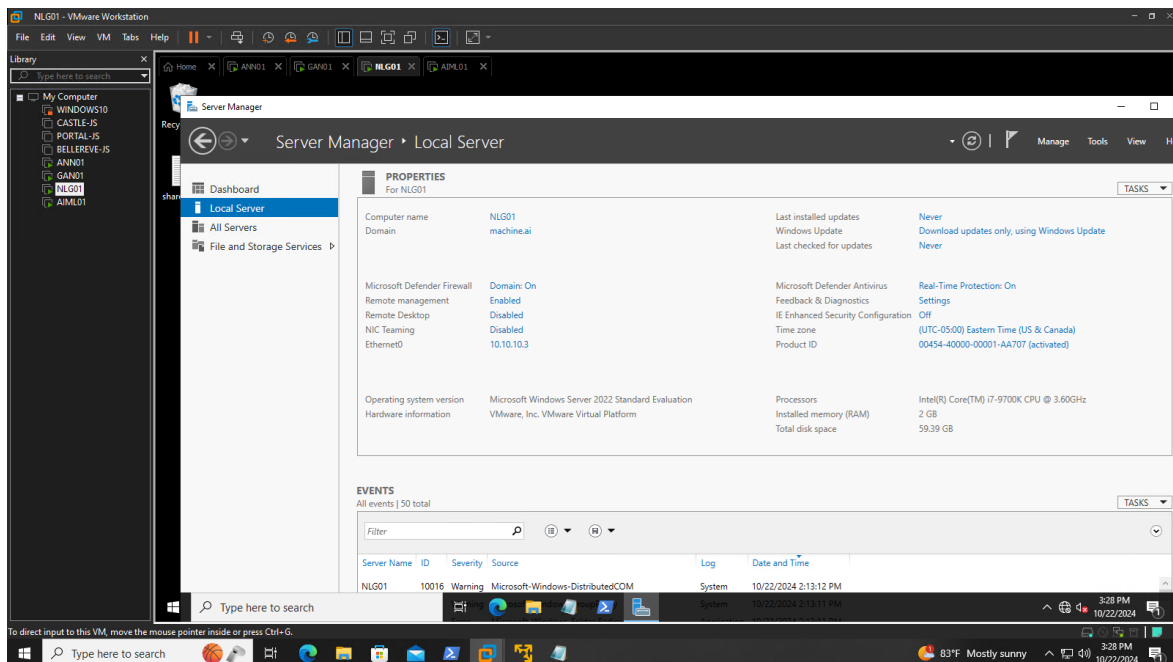 NLG01 - VMware Workstation
File Edit View VM Tabs Help
Library
Type here to search
My Computer
WINDOWS10
CASTLE-JS
PORTAL-JS
BELLEREVE-JS
ANN01
GAN01
NLG01
AIML01
Home ANN01 GAN01 NLG01 AIML01
Recy
shar
Server Manager
Server Manager • Local Server
Manage Tools View H
Dashboard
Local Server
All Servers
File and Storage Services
PROPERTIES
For NLG01
TASKS
Computer name NLG01 Last installed updates Never
Domain machine.ai Windows Update Download updates only, using Windows Update
Last checked for updates Never
Microsoft Defender Firewall Domain: On Microsoft Defender Antivirus Real-Time Protection: On
Remote management Enabled Feedback & Diagnostics Settings
Remote Desktop Disabled IE Enhanced Security Configuration Off
NIC Teaming Disabled Time zone (UTC-05:00) Eastern Time (US & Canada)
Ethernet0 10.10.10.3 Product ID 00454-40000-00001-AA707 (activated)
Operating system version Microsoft Windows Server 2022 Standard Evaluation Processors Intel(R) Core(TM) i7-9700K CPU @ 3.60GHz
Hardware information VMware, Inc. VMware Virtual Platform Installed memory (RAM) 2 GB
Total disk space 59.39 GB
EVENTS
All events | 50 total
TASKS
Filter
Server Name ID Severity Source Log Date and Time
NLG01 10016 Warning Microsoft-Windows-DistributedCOM System 10/22/2024 2:13:12 PM
System 10/22/2024 2:13:11 PM
Type here to search
3:28 PM
10/22/2024
To direct input to this VM, move the mouse pointer inside or press Ctrl+G.
Type here to search
83°F Mostly sunny
3:28 PM
10/22/2024